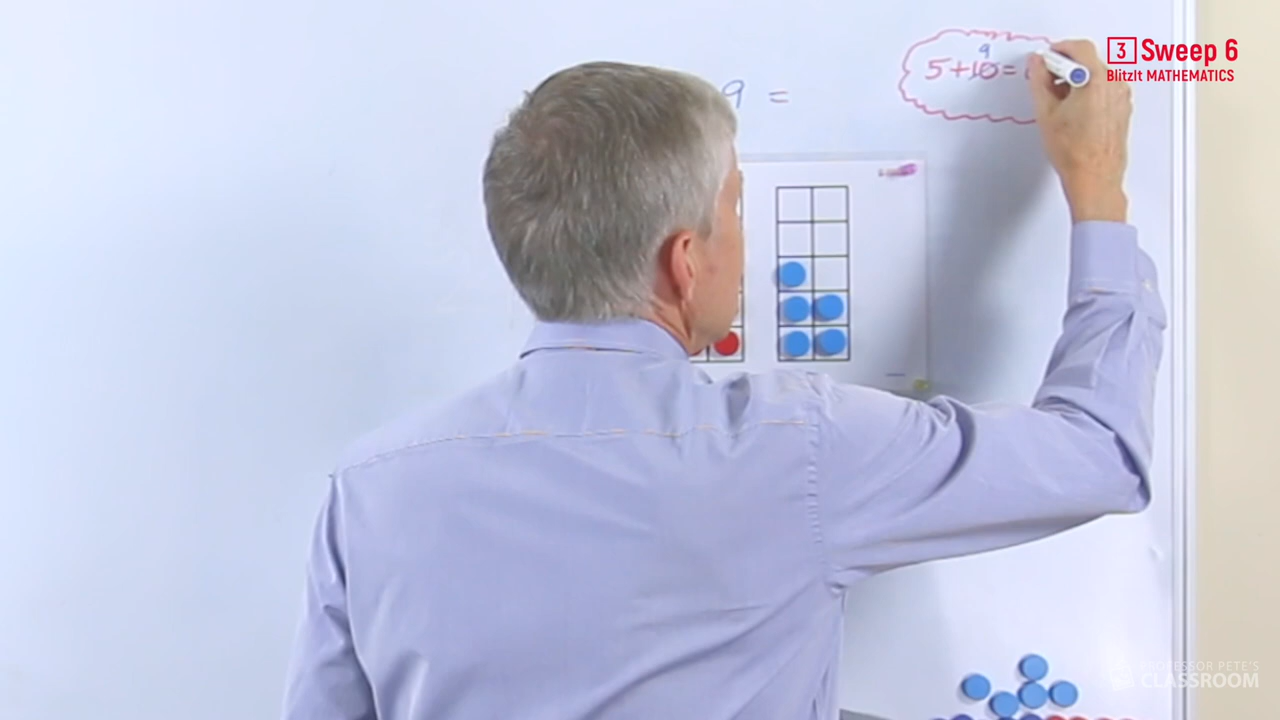 3 Sweep 6
BlitzIt MATHEMATICS
9
5+10=
9 =
PROFESSOR PETE'S
CLASSROOM